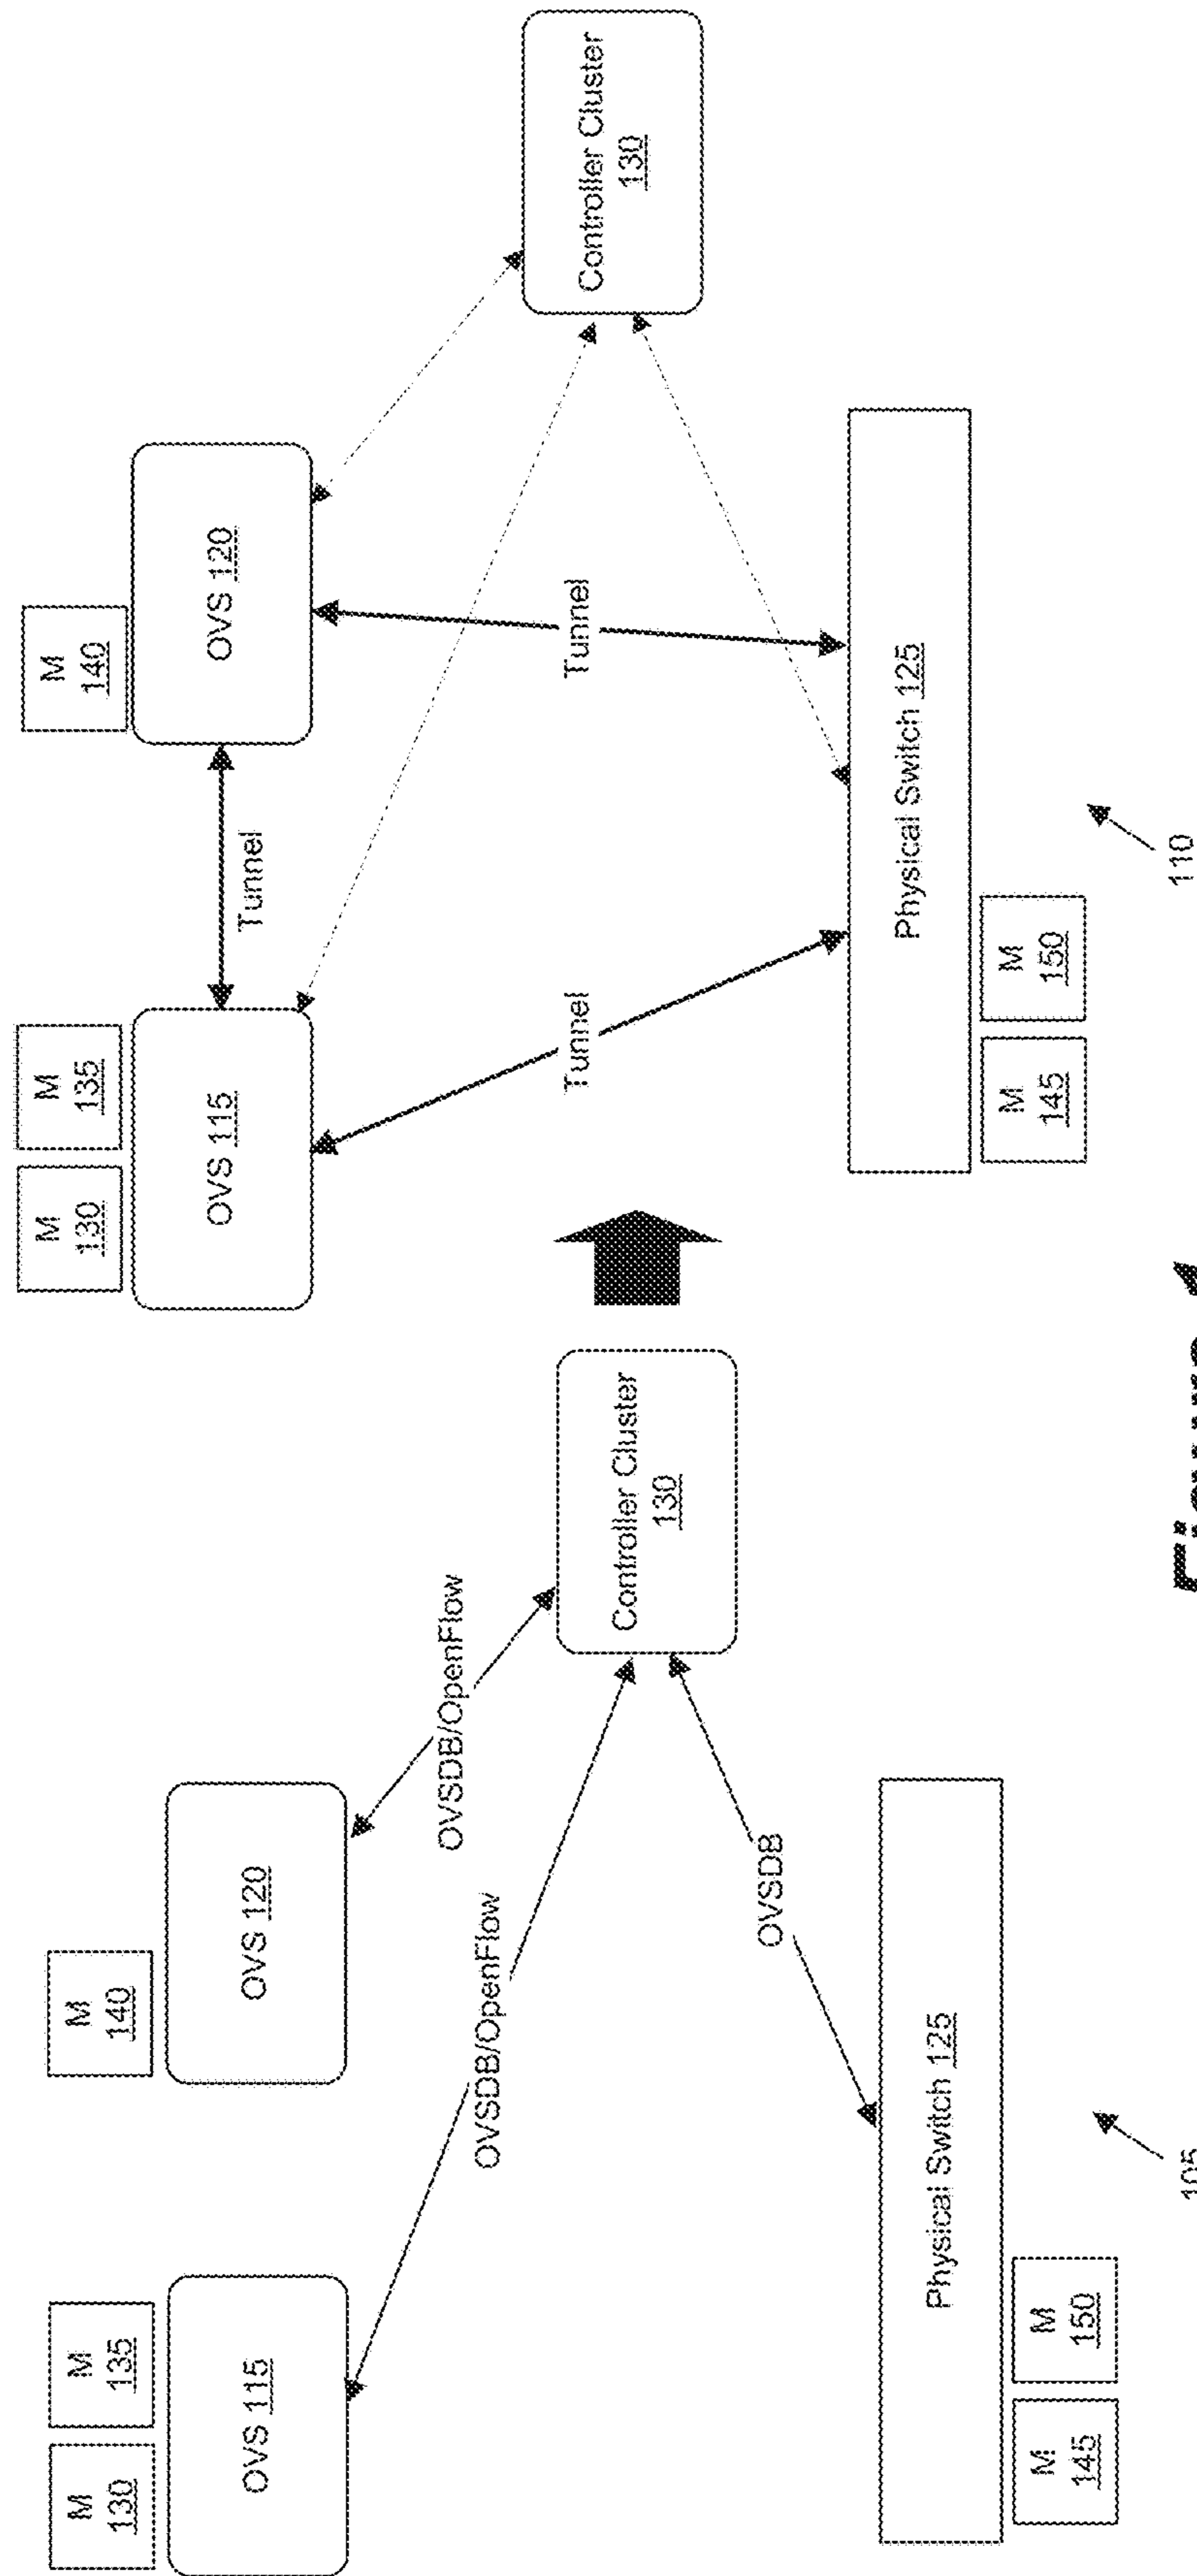 M
130
M
135
M
140
OVS 115
OVS 120
OVSDB/OpenFlow
OVSDB/OpenFlow
Controller Cluster
130
OVSDB
Physical Switch 125
M
145
M
150
105
M
130
M
135
M
140
OVS 115
Tunnel
OVS 120
Controller Cluster
130
Tunnel
Tunnel
Physical Switch 125
M
145
M
150
110